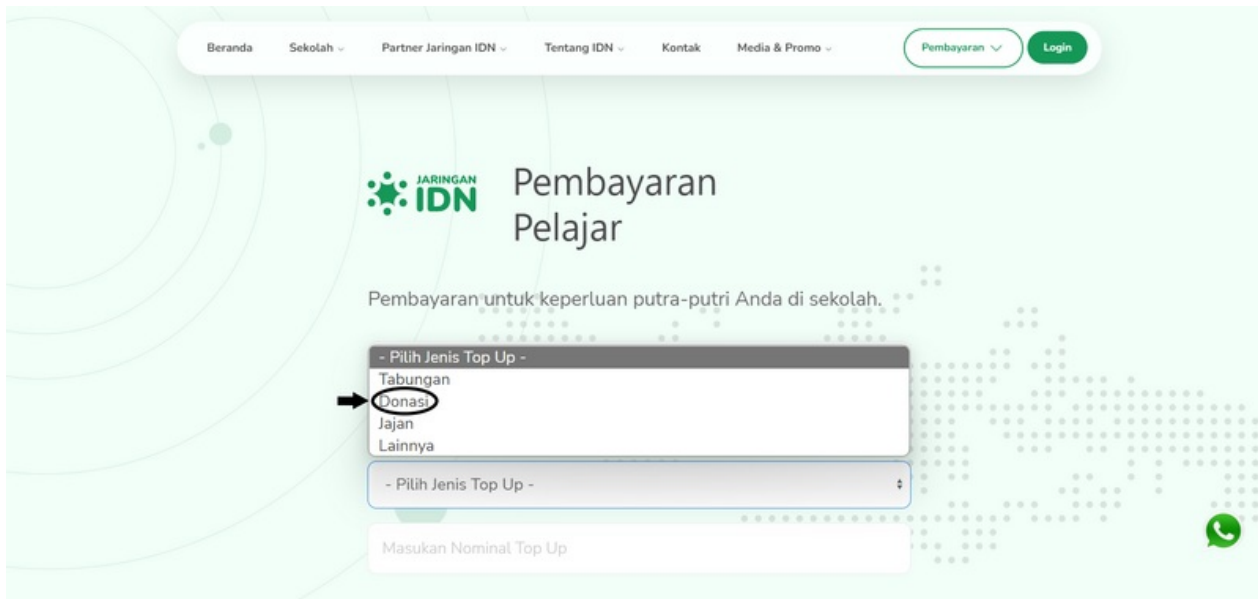 Beranda Sekolah Partner Jaringan IDN Tentang IDN Kontak Media & Promo Pembayaran Login
JARINGAN
IDN
Pembayaran
Pelajar
Pembayaran untuk keperluan putra-putri Anda di sekolah.
- Pilih Jenis Top Up -
Tabungan
Donasi
Jajan
Lainnya
- Pilih Jenis Top Up -
Masukan Nominal Top Up